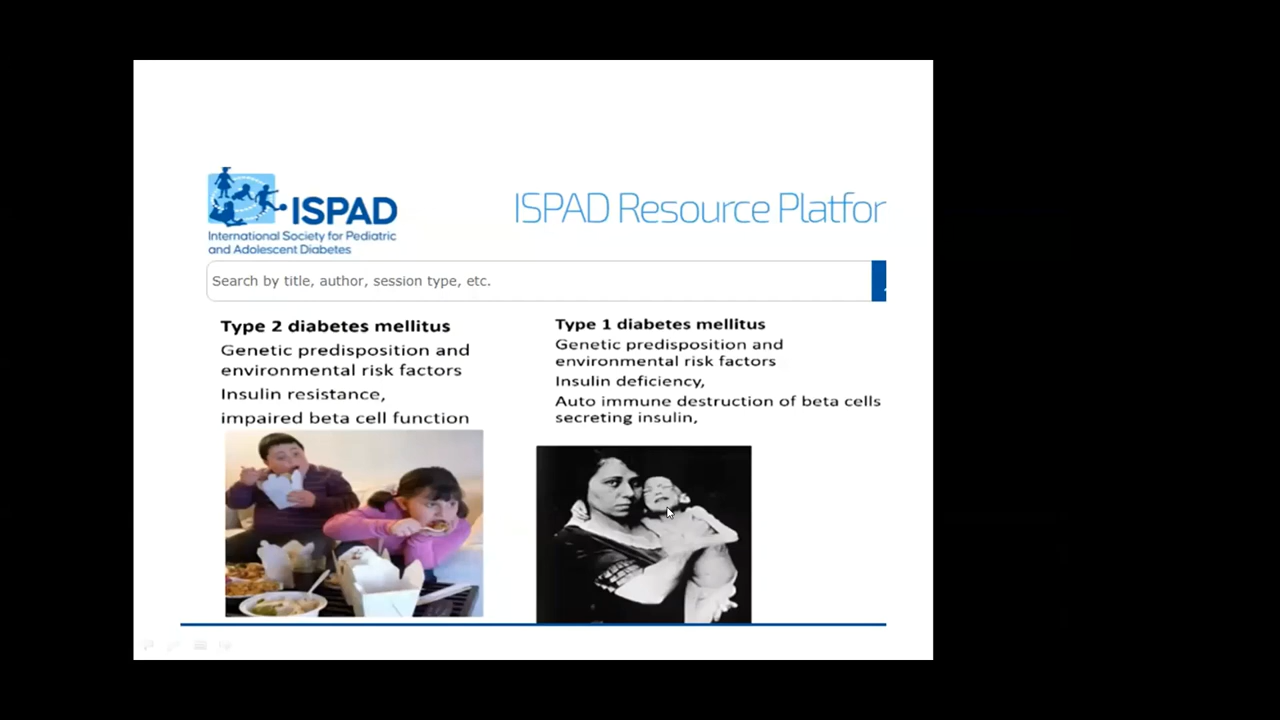 ISPAD
International Society for Pediatric
and Adolescent Diabetes
ISPAD Resource Platfor
Search by title, author, session type, etc.
Type 2 diabetes mellitus
Genetic predisposition and
environmental risk factors
Insulin resistance,
impaired beta cell function
Type 1 diabetes mellitus
Genetic predisposition and
environmental risk factors
Insulin deficiency,
Auto immune destruction of beta cells
secreting insulin,